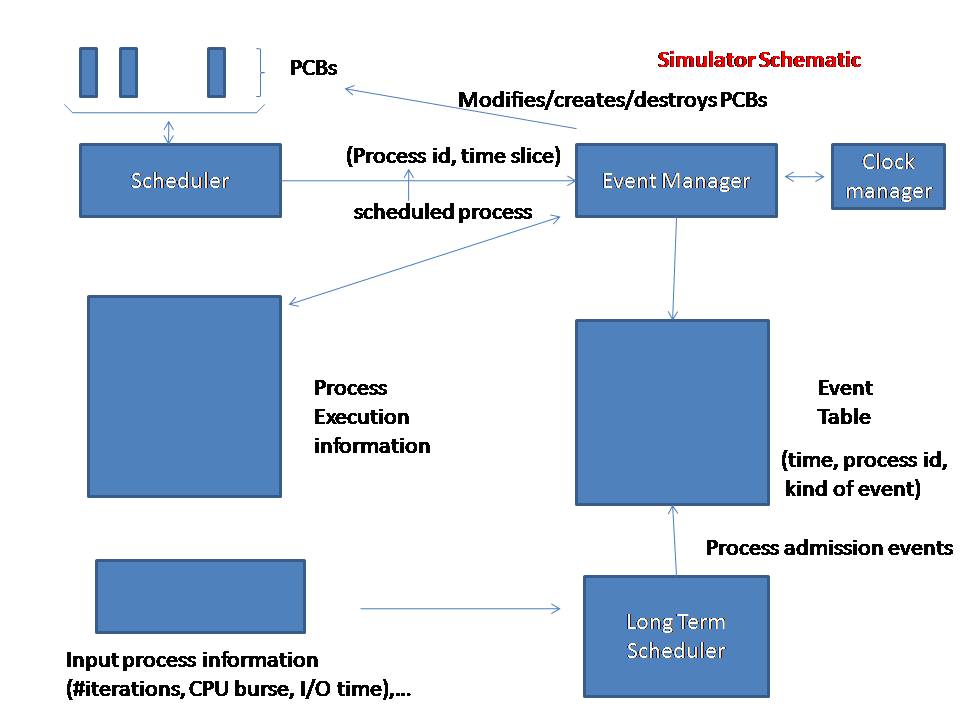 PCBs
Simulator Schematic
Modifies/creates/destroys PCBs
(Process id, time slice)
Scheduler
Event Manager
Clock
manager
scheduled process
Process
Execution
information
Event
Table
(time, process id,
kind of event)
Process admission events
Long Term
Scheduler
Input process information
(#iterations, CPU burse, I/O time),...